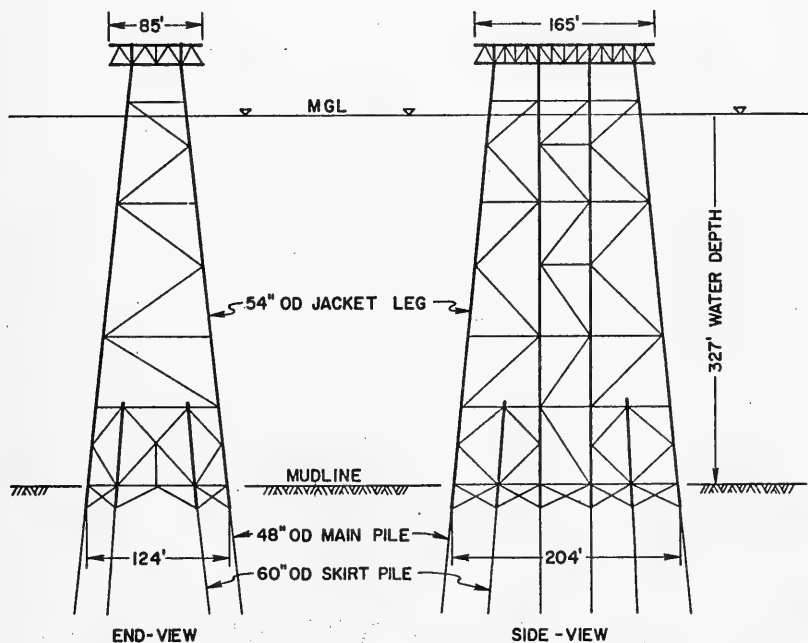 85'
165'
MGL
54" OD JACKET LEG
327' WATER DEPTH
MUDLINE
48" OD MAIN PILE
124'
204'
60" OD SKIRT PILE
END-VIEW
SIDE-VIEW